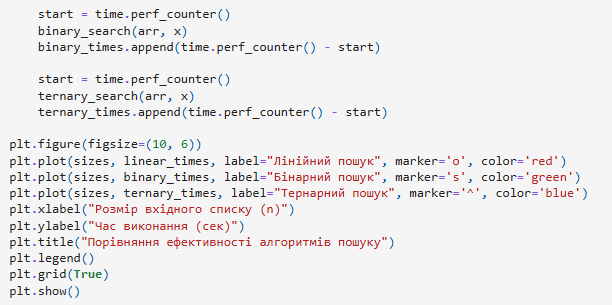 start = time.perf_counter()
binary_search(arr, x)
binary_times.append(time.perf_counter() - start)
start = time.perf_counter()
ternary_search(arr, x)
ternary_times.append(time.perf_counter() - start)
plt.figure(figsize=(10, 6))
plt.plot(sizes, linear_times, label="Лінійний пошук", marker='o', color='red')
plt.plot(sizes, binary_times, label="Бінарний пошук", marker='s', color='green')
plt.plot(sizes, ternary_times, label="Тернарний пошук", marker='^', color='blue')
plt.xlabel("Розмір вхідного списку (n)")
plt.ylabel("Час виконання (сек)")
plt.title("Порівняння ефективності алгоритмів пошуку")
plt.legend()
plt.grid(True)
plt.show()